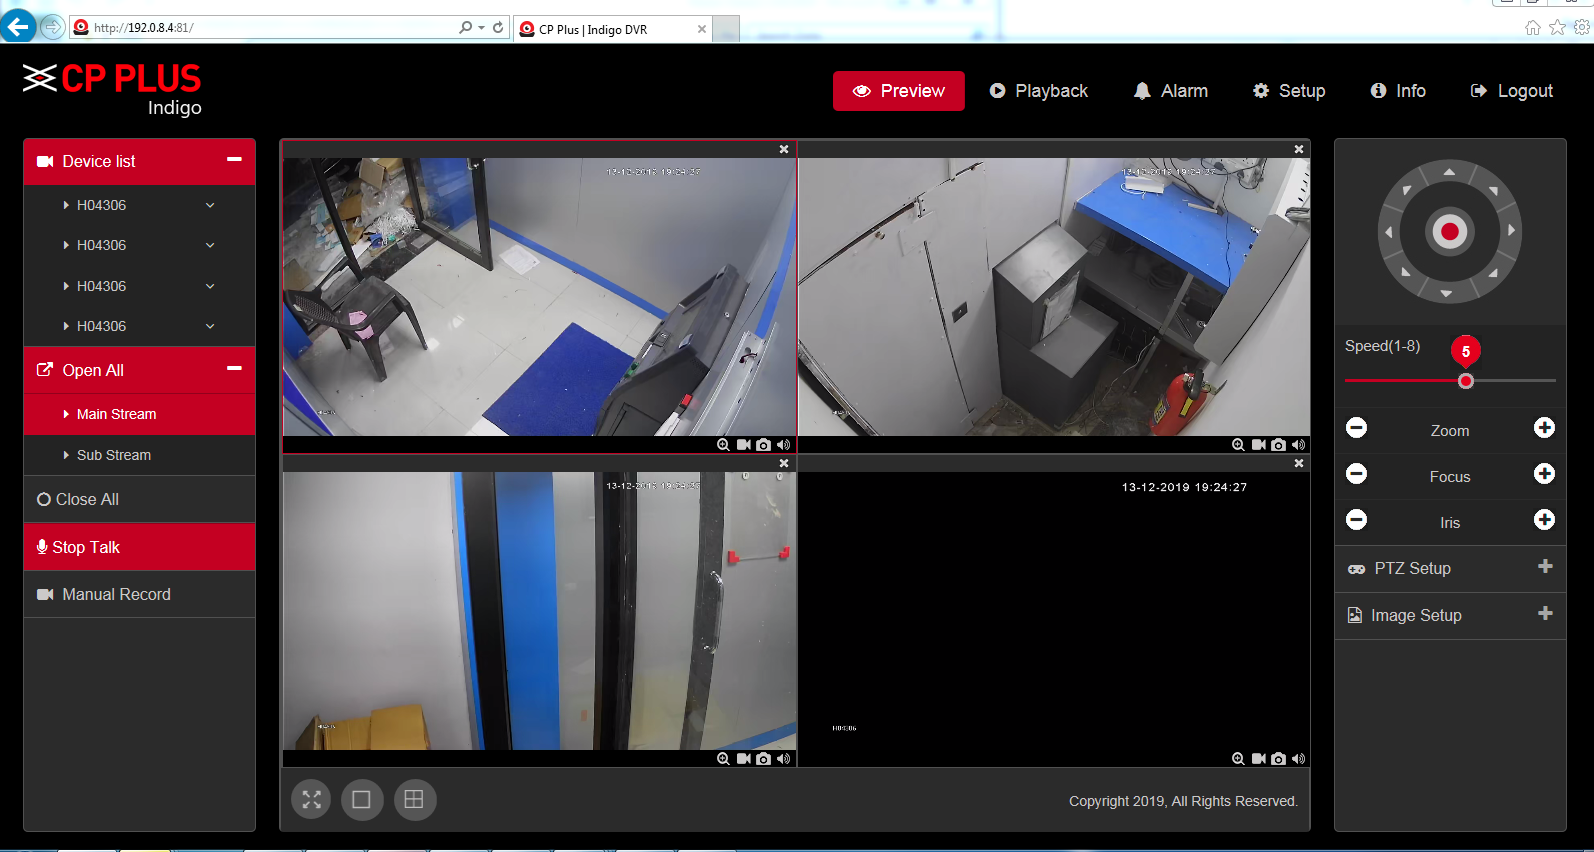 http://192.0.8.4:81/
CP Plus | Indigo DVR
CP PLUS
Indigo
Preview
Playback
Alarm
Setup
Info
Logout
Device list
H04306
H04306
H04306
H04306
Open All
Main Stream
Sub Stream
Close All
Stop Talk
Manual Record
13-12-2019 19:24:27
13-12-2019 19:24:27
13-12-2019 19:24:27
13-12-2019 19:24:27
H04306
H04306
H04306
H04306
Speed(1-8)
5
Zoom
Focus
Iris
PTZ Setup
Image Setup
Copyright 2019, All Rights Reserved.